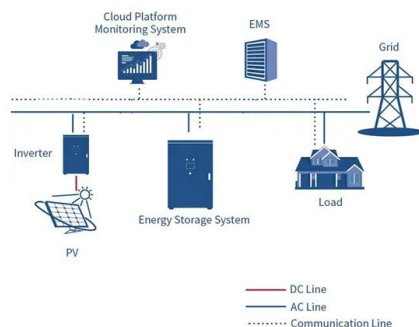 Cloud Platform
Monitoring System
EMS
Grid
Inverter
Energy Storage System
Load
PV
DC Line
AC Line
Communication Line